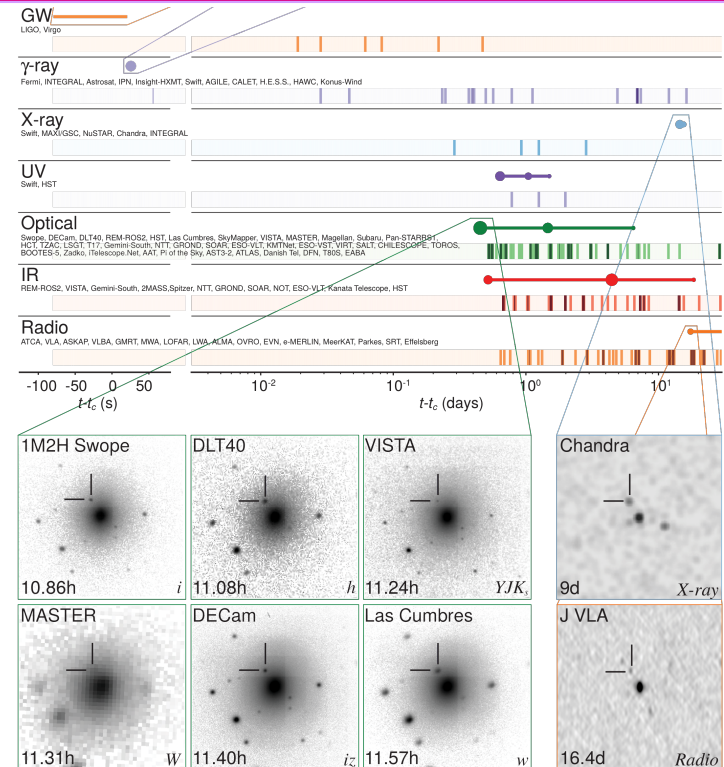 GW
LIGO, Virgo
γ-ray
Fermi, INTEGRAL, Astrosat, IPN, Insight-HXMT, Swift, AGILE, CALET, H.E.S.S., HAWC, Konus-Wind
X-ray
Swift, MAXI/GSC, NuSTAR, Chandra, INTEGRAL
UV
Swift, HST
Optical
Swope, DECam, DLT40, REM-ROS2, HST, Las Cumbres, SkyMapper, VISTA, MASTER, Magellan, Subaru, Pan-STARRS1,
HCT, TZAC, LSGT, T17, Gemini-South, NTT, GROND, SOAR, ESO-VLT, KMTNet, ESO-VST, VIRT, SALT, CHILESCOPE, TOROS,
BOOTES-5, Zadko, iTelescope.Net, AAT, Pi of the Sky, AST3-2, ATLAS, Danish Tel, DFN, T80S, EABA
IR
REM-ROS2, VISTA, Gemini-South, 2MASS,Spitzer, NTT, GROND, SOAR, NOT, ESO-VLT, Kanata Telescope, HST
Radio
ATCA, VLA, ASKAP, VLBA, GMRT, MWA, LOFAR, LWA, ALMA, OVRO, EVN, e-MERLIN, MeerKAT, Parkes, SRT, Effelsberg
-100 -50 0 50 10⁻² 10⁻¹ 10⁰ 10¹
t-t_c (s) t-t_c (days)
1M2H Swope DLT40 VISTA Chandra
10.86h i 11.08h h 11.24h YJKₛ 9d X-ray
MASTER DECam Las Cumbres J VLA
11.31h W 11.40h iz 11.57h w 16.4d Radio